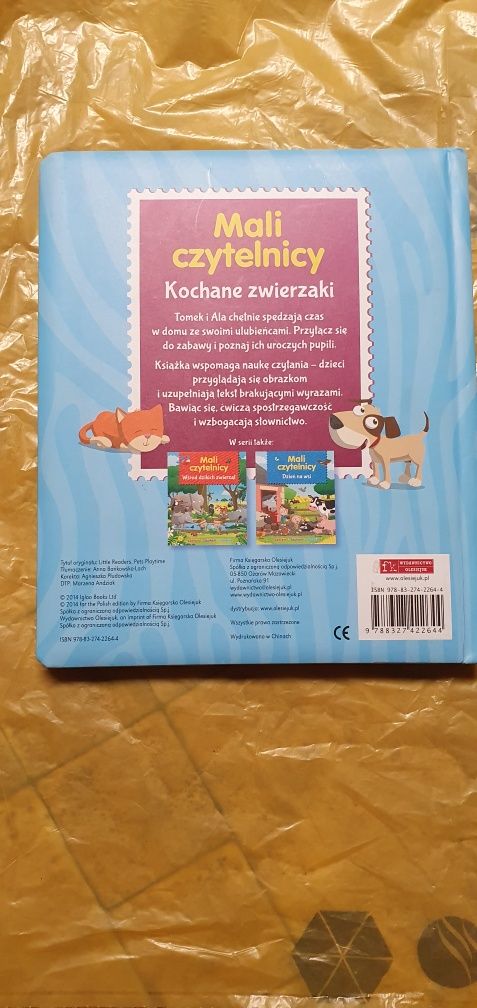 Mali
czytelnicy
Kochane zwierzaki
Tomek i Ala chętnie spędzają czas
w domu ze swoimi ulubieńcami. Przyłącz się
do zabawy i poznaj ich uroczych pupili.
Książka wspomaga naukę czytania – dzieci
przyglądają się obrazkom
i uzupełniają tekst brakującymi wyrazami.
Bawiąc się, ćwiczą spostrzegawczość
i wzbogacają słownictwo.
W serii także:
Mali
czytelnicy
Wśród dzikich zwierząt
Mali
czytelnicy
Dzień na wsi
Tytuł oryginału: Little Readers, Pets Playtime
Tłumaczenie: Anna Bańkowska-Lach
Korekta: Agnieszka Pludowska
DTP: Marzena Andziak
© 2014 Igloo Books Ltd
© 2014 for the Polish edition by Firma Księgarska Olesiejuk
Spółka z ograniczoną odpowiedzialnością Sp.j.
Wydawnictwo Olesiejuk, an imprint of Firma Księgarska Olesiejuk
Spółka z ograniczoną odpowiedzialnością Sp.j.
ISBN 978-83-274-2264-4
Firma Księgarska Olesiejuk
Spółka z ograniczoną odpowiedzialnością Sp.j.
05-850 Ożarów Mazowiecki
ul. Poznańska 91
wydawnictwo@olesiejuk.pl
www.wydawnictwo-olesiejuk.pl
dystrybucja: www.olesiejuk.pl
Wszystkie prawa zastrzeżone
Wydrukowano w Chinach
CE
fk WYDAWNICTWO
OLESIEJUK
www.olesiejuk.pl
ISBN 978-83-274-2264-4
9 788327 422644